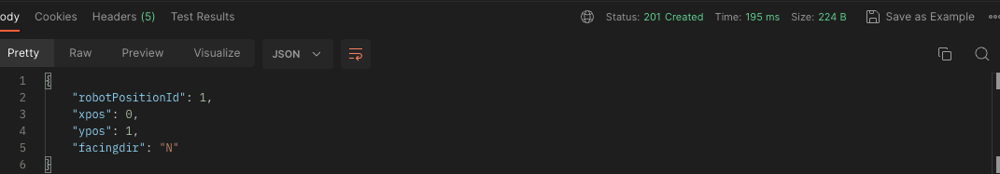 ody Cookies Headers (5) Test Results Status: 201 Created Time: 195 ms Size: 224 B Save as Example
Pretty Raw Preview Visualize JSON
1 {
2 "robotPositionId": 1,
3 "xpos": 0,
4 "ypos": 1,
5 "facingdir": "N"
6 }